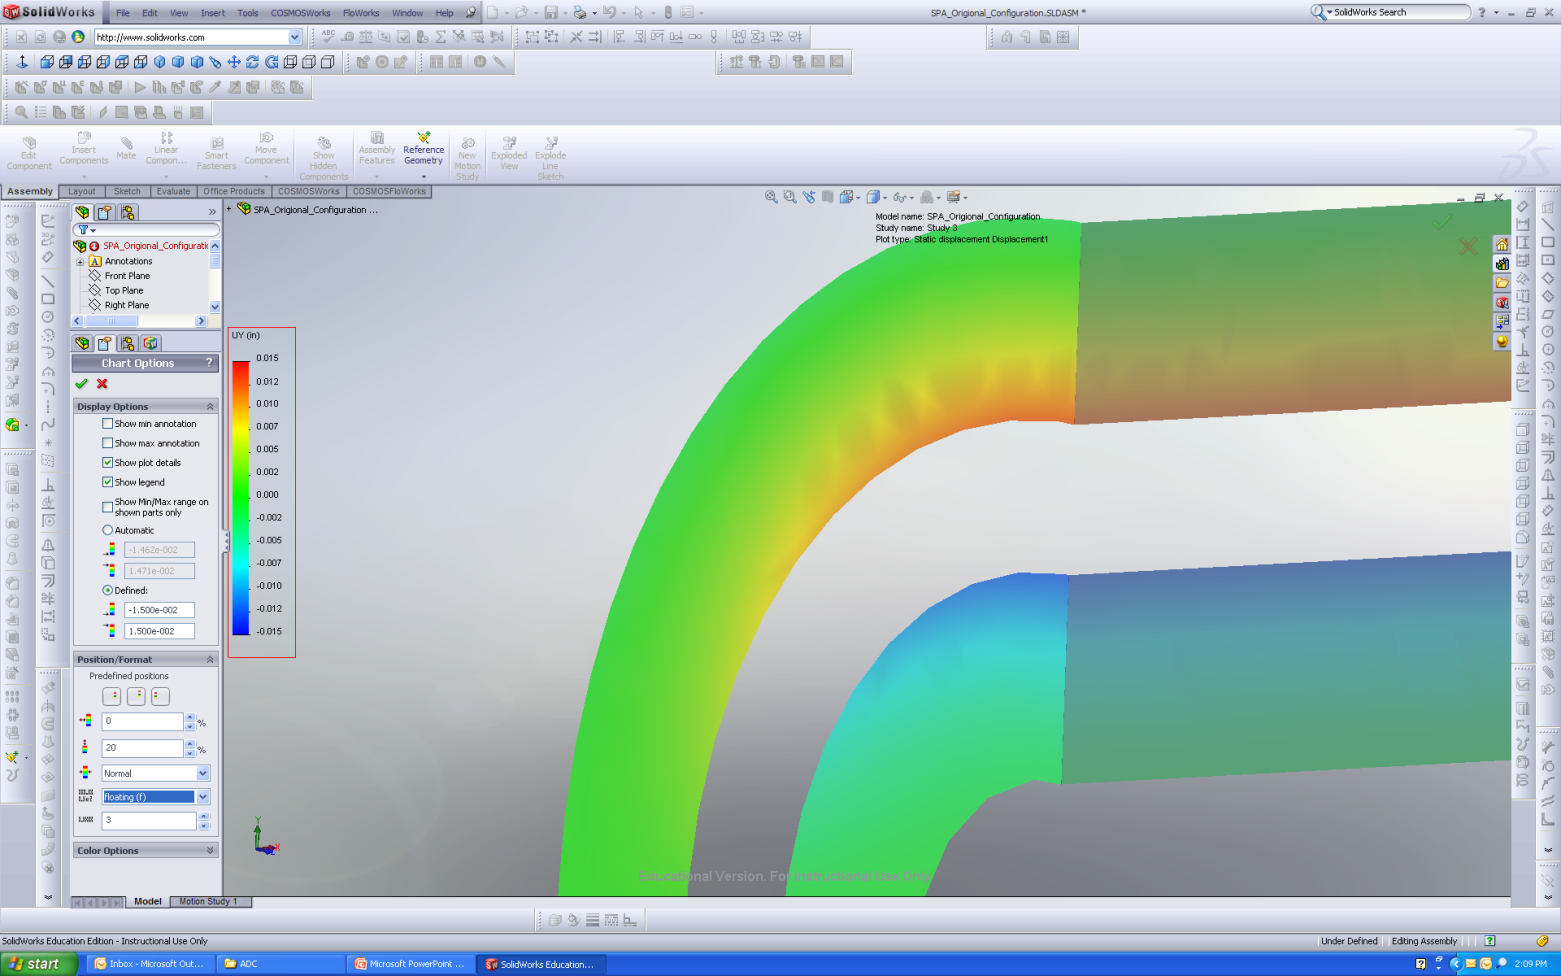 SolidWorks
File Edit View Insert Tools COSMOSWorks FloWorks Window Help
SPA_Origional_Configuration.SLDASM *
SolidWorks Search
http://www.solidworks.com
Edit Component
Insert Components
Mate
Linear Compon...
Smart Fasteners
Move Component
Show Hidden Components
Assembly Features
Reference Geometry
New Motion Study
Exploded View
Explode Line Sketch
Assembly Layout Sketch Evaluate Office Products COSMOSWorks COSMOSFloWorks
SPA_Origional_Configuration ...
Model name: SPA_Origional_Configuration
Study name: Study 3
Plot type: Static displacement Displacement1
SPA_Origional_Configuratic
Annotations
Front Plane
Top Plane
Right Plane
Chart Options ?
Display Options
Show min annotation
Show max annotation
Show plot details
Show legend
Show Min/Max range on
shown parts only
Automatic
-1.462e-002
1.471e-002
Defined:
-1.500e-002
1.500e-002
Position/Format
Predefined positions
0 %
20 %
Normal
floating (f)
3
Color Options
UY (in)
0.015
0.012
0.010
0.007
0.005
0.002
0.000
-0.002
-0.005
-0.007
-0.010
-0.012
-0.015
Y
Educational Version. For Instructional Use Only
Model Motion Study 1
SolidWorks Education Edition - Instructional Use Only
Under Defined Editing Assembly
start
Inbox - Microsoft Out...
ADC
Microsoft PowerPoint ...
SolidWorks Education...
2:09 PM